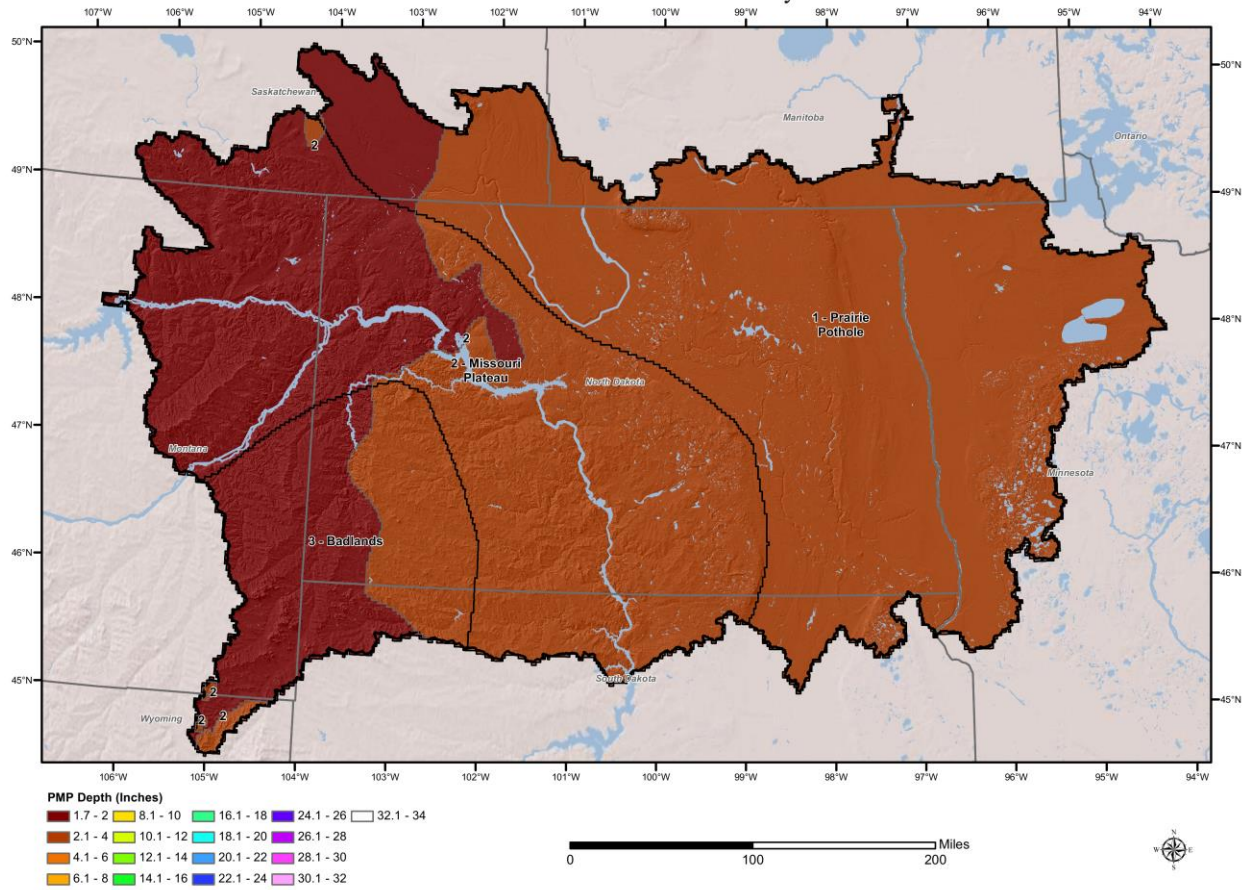 107°W 106°W 105°W 104°W 103°W 102°W 101°W 100°W 99°W 98°W 97°W 96°W 95°W 94°W
50°N 50°N
Saskatchewan
Manitoba
Ontario
2
49°N 49°N
48°N 48°N
1 - Prairie
Pothole
2
2 - Missouri
Plateau
North Dakota
47°N 47°N
Montana
Minnesota
3 - Badlands
46°N 46°N
45°N 45°N
South Dakota
2
Wyoming 2 2
106°W 105°W 104°W 103°W 102°W 101°W 100°W 99°W 98°W 97°W 96°W 95°W 94°W
PMP Depth (Inches)
1.7 - 2 8.1 - 10 16.1 - 18 24.1 - 26 32.1 - 34
2.1 - 4 10.1 - 12 18.1 - 20 26.1 - 28
4.1 - 6 12.1 - 14 20.1 - 22 28.1 - 30
6.1 - 8 14.1 - 16 22.1 - 24 30.1 - 32
Miles
0 100 200
N
W E
S